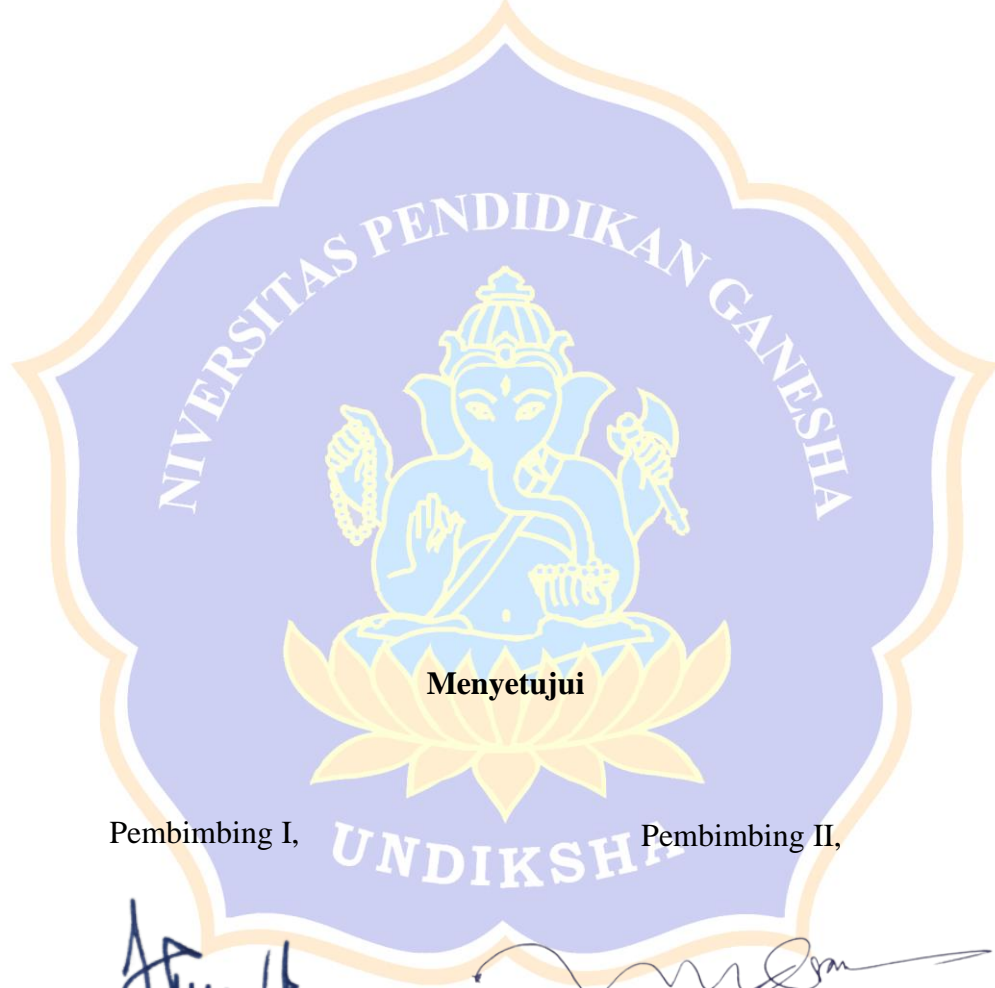 NIVERSITAS PENDIDIKAN GANESHA
Menyetujui
Pembimbing I,
Pembimbing II,
UNDIKSHA